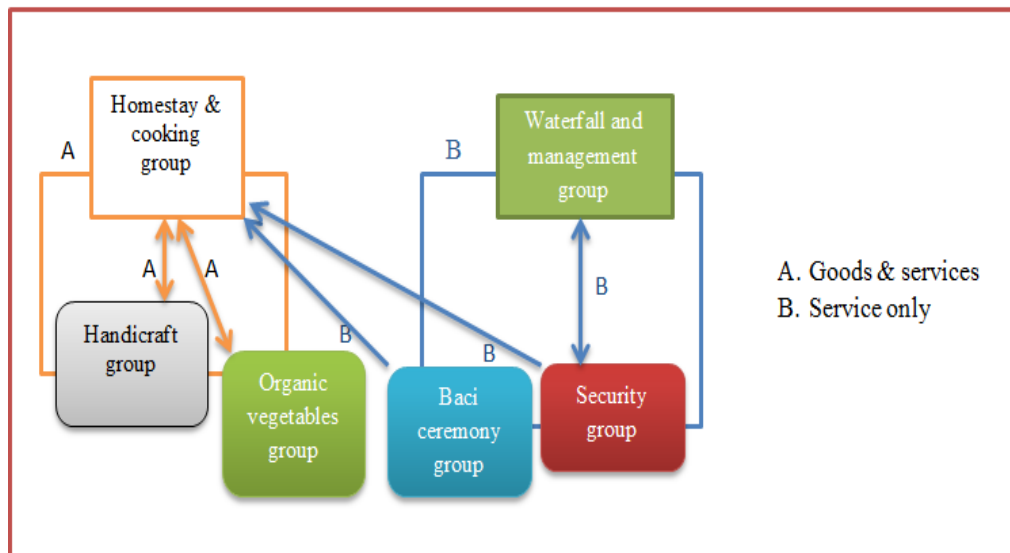 Homestay &
cooking
group
A
Waterfall and
management
group
B
A
A
B
A. Goods & services
B. Service only
Handicraft
group
B
B
Organic
vegetables
group
Baci
ceremony
group
Security
group